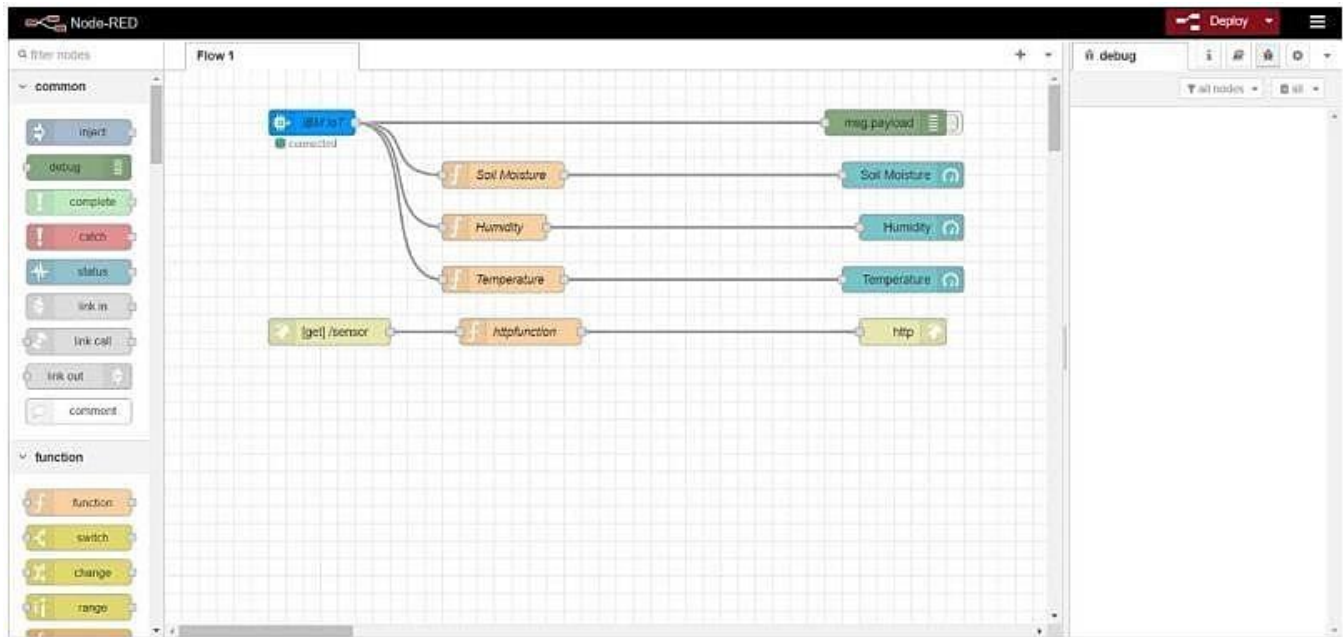 Node-RED
Deploy
filter nodes
Flow 1
debug
i
common
all nodes
all
inject
IBM IoT
msg.payload
connected
debug
Soil Moisture
Soil Moisture
complete
Humidity
Humidity
catch
status
Temperature
Temperature
link in
[get] /sensor
httpfunction
http
link call
link out
comment
function
function
switch
change
range